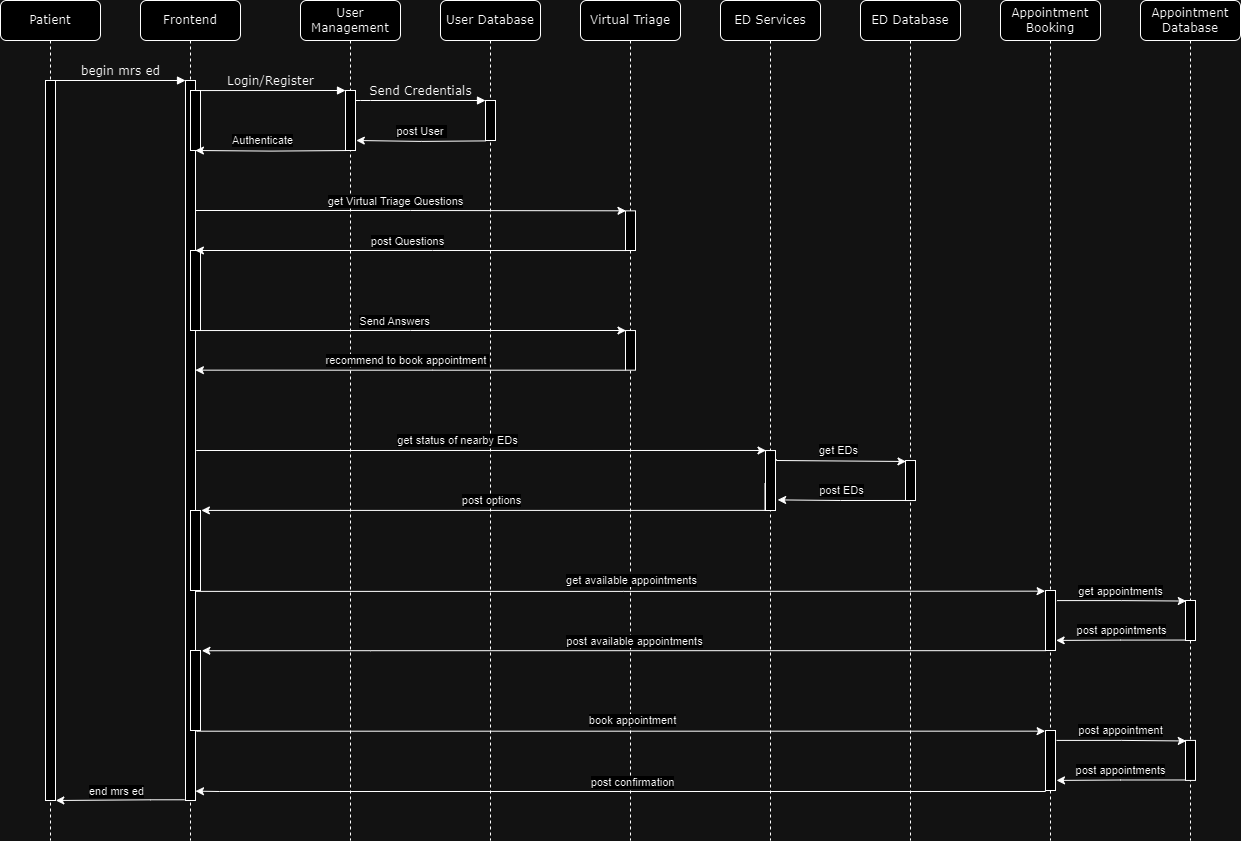 Patient
Frontend
User
Management
User Database
Virtual Triage
ED Services
ED Database
Appointment
Booking
Appointment
Database
begin mrs ed
Login/Register
Send Credentials
post User
Authenticate
get Virtual Triage Questions
post Questions
Send Answers
recommend to book appointment
get status of nearby EDs
get EDs
post EDs
post options
get available appointments
get appointments
post appointments
post available appointments
book appointment
post appointment
post appointments
post confirmation
end mrs ed